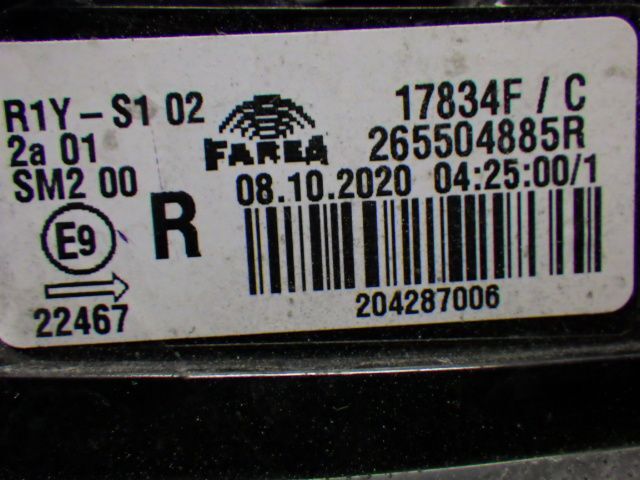 R1Y-S1 02
2a 01
SM2 00
E9
22467
R
FARBA
17834F / C
265504885R
08.10.2020 04:25:00/1
204287006